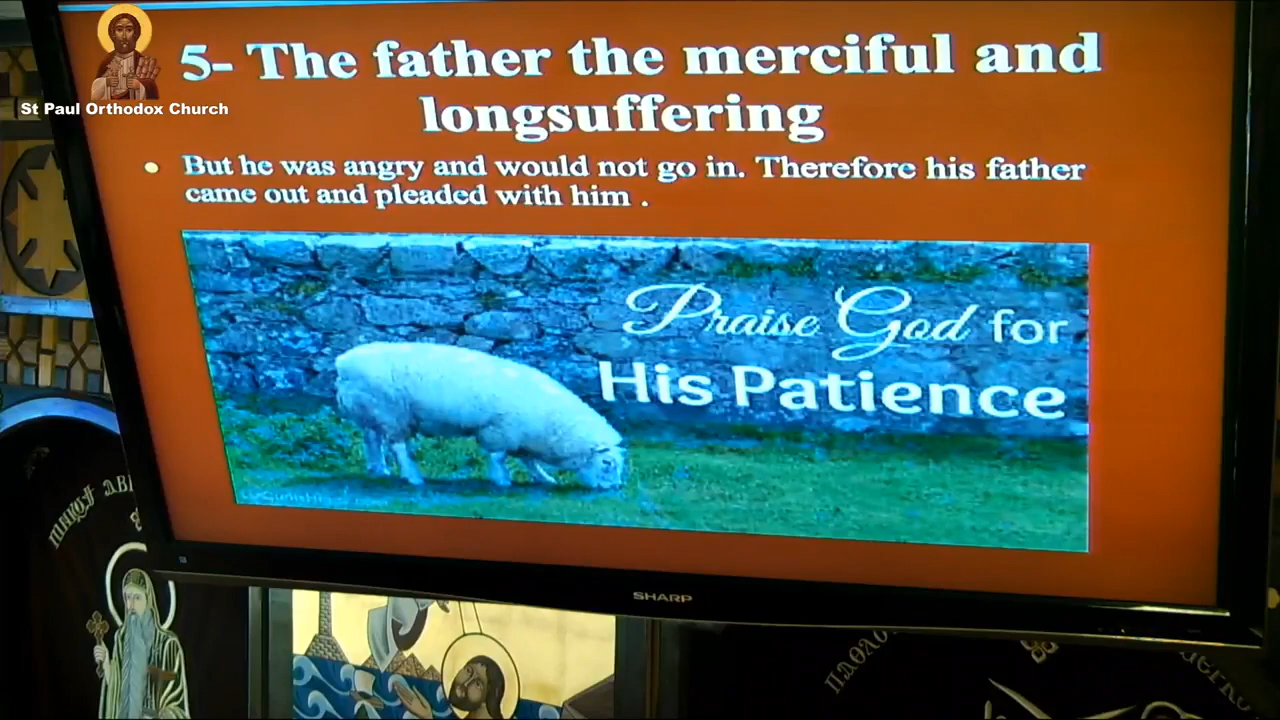 St Paul Orthodox Church
5- The father the merciful and
longsuffering
• But he was angry and would not go in. Therefore his father
came out and pleaded with him .
Praise God for
His Patience
SHARP